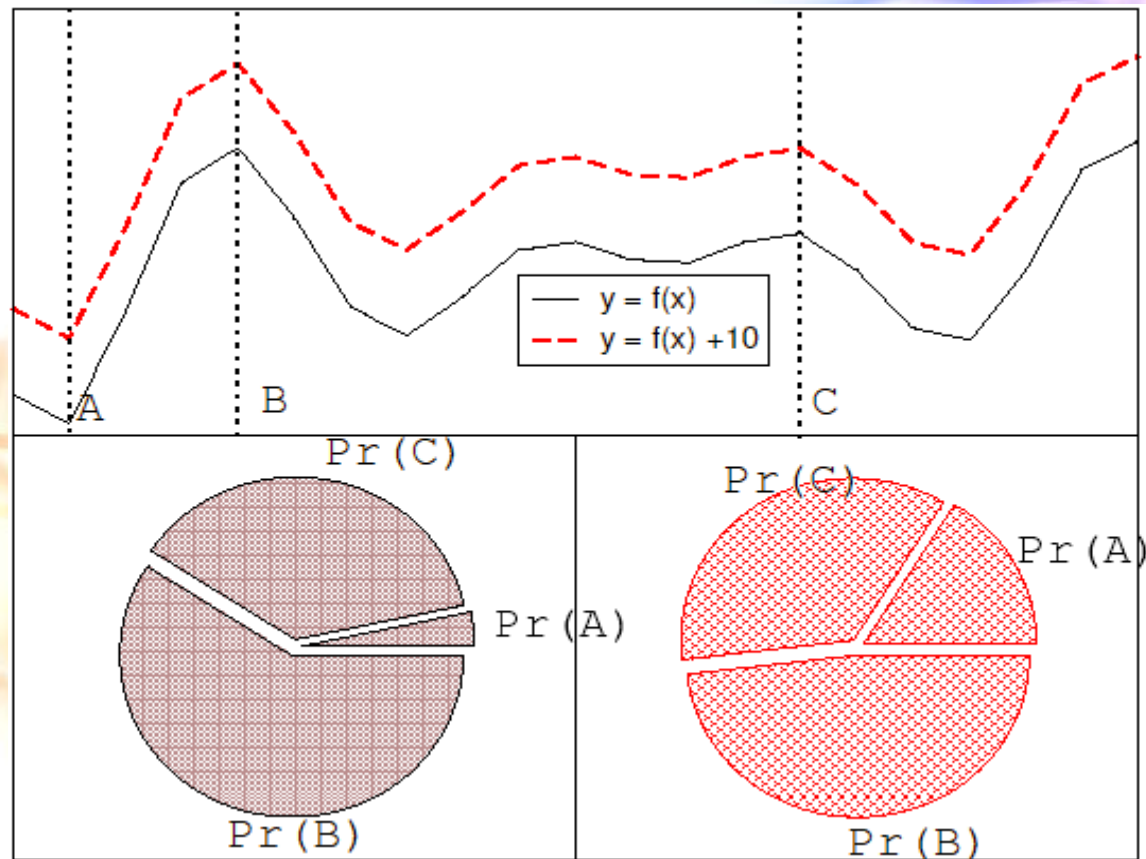 y = f(x)
y = f(x) +10
A
B
C
Pr(C)
Pr(A)
Pr(B)
Pr(C)
Pr(A)
Pr(B)